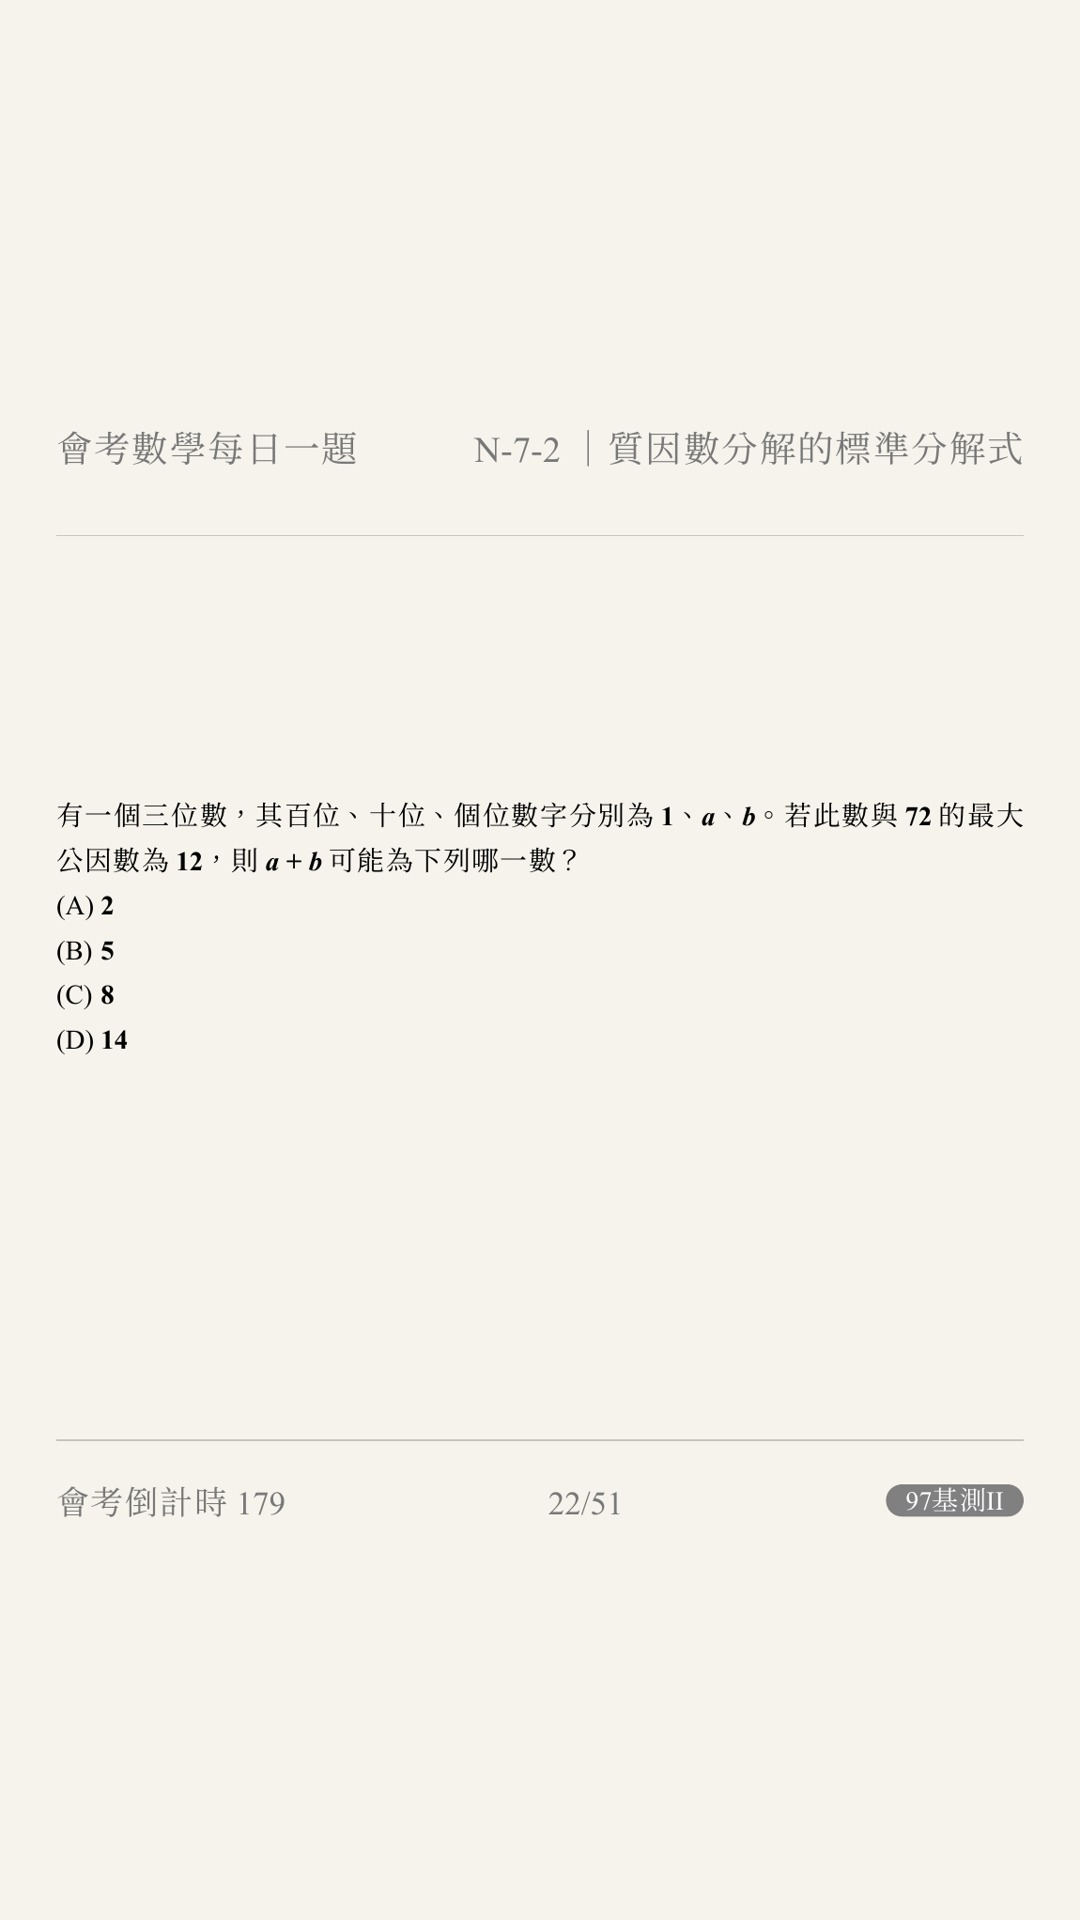 會考數學每日一題
N-7-2 ｜質因數分解的標準分解式
有一個三位數，其百位、十位、個位數字分別為 1、a、b。若此數與 72 的最大
公因數為 12，則 a + b 可能為下列哪一數？
(A) 2
(B) 5
(C) 8
(D) 14
會考倒計時 179
22/51
97基測II